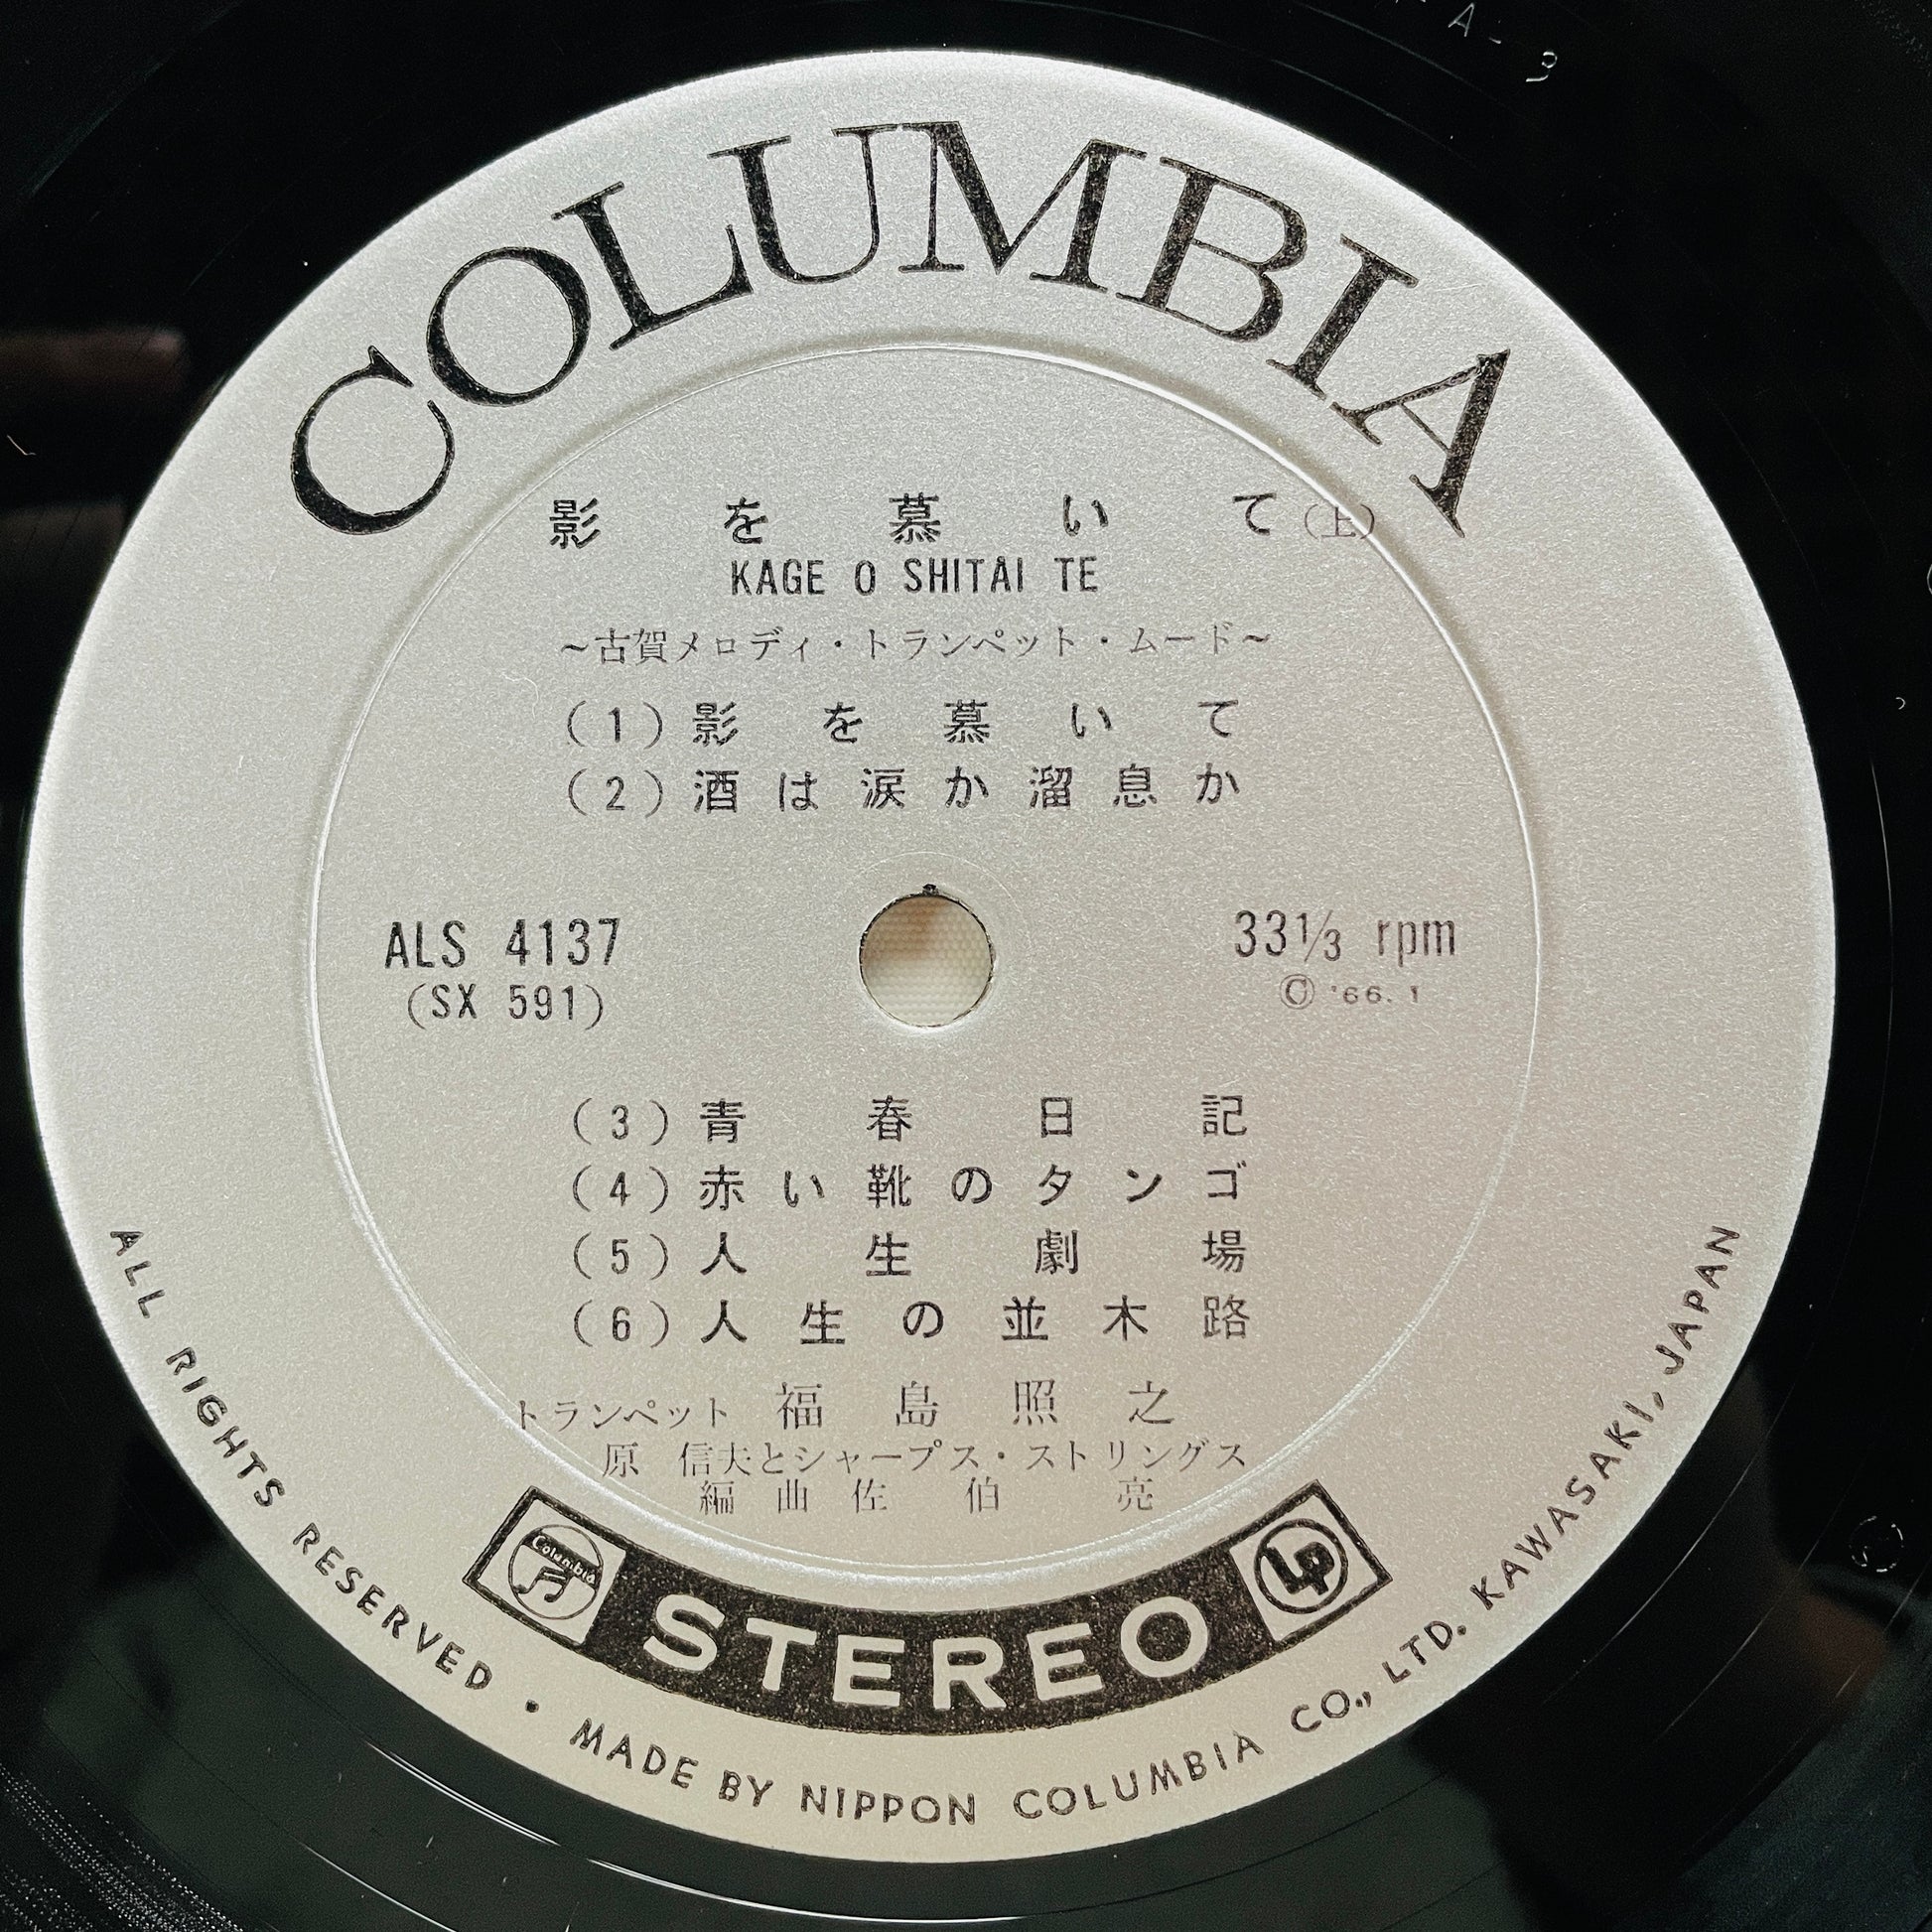 A-9
COLUMBIA
影を慕いて(上)
KAGE O SHITAI TE
~古賀メロディ・トランペット・ムード~
(1)影を慕いて
(2)酒は涙か溜息か
ALS 4137
(SX 591)
33⅓ rpm
© '66.1
(3)青春日記
(4)赤い靴のタンゴ
(5)人生劇場
(6)人生の並木路
トランペット 福島照之
原 信夫とシャープス・ストリングス
編曲 佐伯 亮
Columbia
STEREO
LP
ALL RIGHTS RESERVED • MADE BY NIPPON COLUMBIA CO., LTD. KAWASAKI, JAPAN